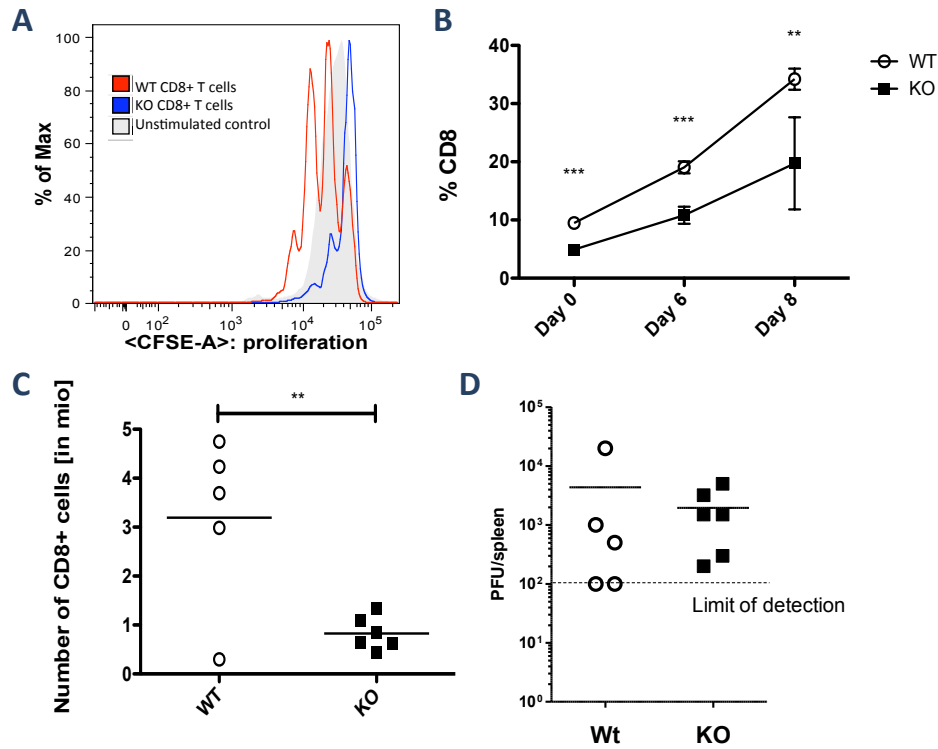 A
100
80
60
40
20
0
% of Max
WT CD8+ T cells
KO CD8+ T cells
Unstimulated control
0 10² 10³ 10⁴ 10⁵
<CFSE-A>: proliferation
B
40
30
20
10
0
% CD8
***
***
**
Day 0 Day 6 Day 8
WT
KO
C
Number of CD8+ cells [in mio]
5
4
3
2
1
0
**
WT KO
D
PFU/spleen
10⁵
10⁴
10³
10²
10¹
10⁰
Limit of detection
Wt KO